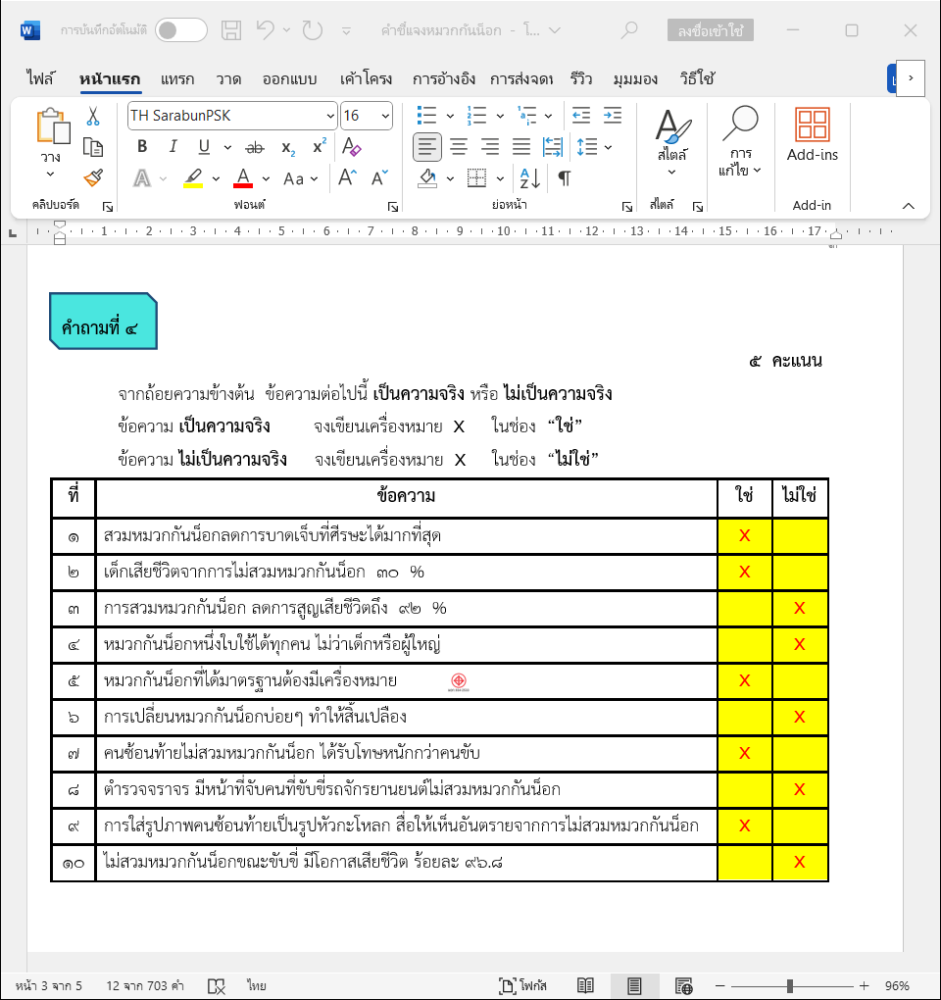 การบันทึกอัตโนมัติ
คำชี้แจงหมวกกันน็อก - โ...
ลงชื่อเข้าใช้
ไฟล์ หน้าแรก แทรก วาด ออกแบบ เค้าโครง การอ้างอิง การส่งจดห รีวิว มุมมอง วิธีใช้
วาง
TH SarabunPSK 16
B I U ab x₂ x² A
A Aa A A
สไตล์
การแก้ไข
Add-ins
คลิปบอร์ด ฟอนต์ ย่อหน้า สไตล์ Add-in
1 2 3 4 5 6 7 8 9 10 11 12 13 14 15 16 17
คำถามที่ ๔
๕ คะแนน
จากถ้อยความข้างต้น ข้อความต่อไปนี้ เป็นความจริง หรือ ไม่เป็นความจริง
ข้อความ เป็นความจริง จงเขียนเครื่องหมาย X ในช่อง “ใช่”
ข้อความ ไม่เป็นความจริง จงเขียนเครื่องหมาย X ในช่อง “ไม่ใช่”
ที่ ข้อความ ใช่ ไม่ใช่
๑ สวมหมวกกันน็อกลดการบาดเจ็บที่ศีรษะได้มากที่สุด X
๒ เด็กเสียชีวิตจากการไม่สวมหมวกกันน็อก ๓๐ % X
๓ การสวมหมวกกันน็อก ลดการสูญเสียชีวิตถึง ๙๒ % X
๔ หมวกกันน็อกหนึ่งใบใช้ได้ทุกคน ไม่ว่าเด็กหรือผู้ใหญ่ X
๕ หมวกกันน็อกที่ได้มาตรฐานต้องมีเครื่องหมาย X
๖ การเปลี่ยนหมวกกันน็อกบ่อยๆ ทำให้สิ้นเปลือง X
๗ คนซ้อนท้ายไม่สวมหมวกกันน็อก ได้รับโทษหนักกว่าคนขับ X
๘ ตำรวจจราจร มีหน้าที่จับคนที่ขับขี่รถจักรยานยนต์ไม่สวมหมวกกันน็อก X
๙ การใส่รูปภาพคนซ้อนท้ายเป็นรูปหัวกะโหลก สื่อให้เห็นอันตรายจากการไม่สวมหมวกกันน็อก X
๑๐ ไม่สวมหมวกกันน็อกขณะขับขี่ มีโอกาสเสียชีวิต ร้อยละ ๙๖.๘ X
หน้า 3 จาก 5 12 จาก 703 คำ ไทย โฟกัส 96%